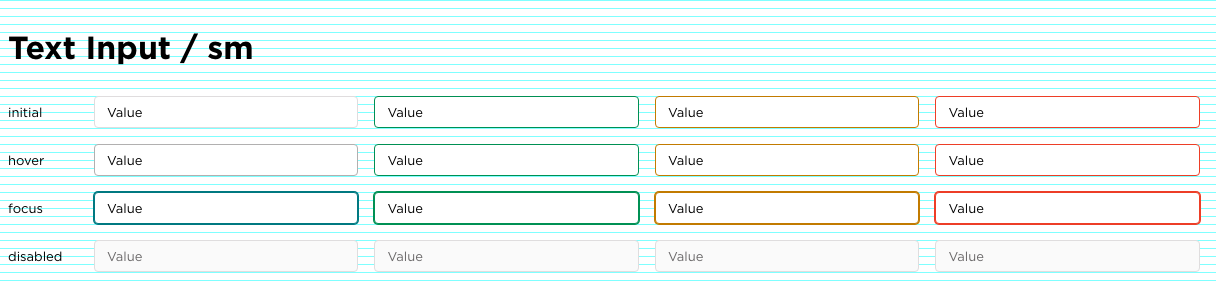 Text Input / sm
initial Value Value Value Value
hover Value Value Value Value
focus Value Value Value Value
disabled Value Value Value Value